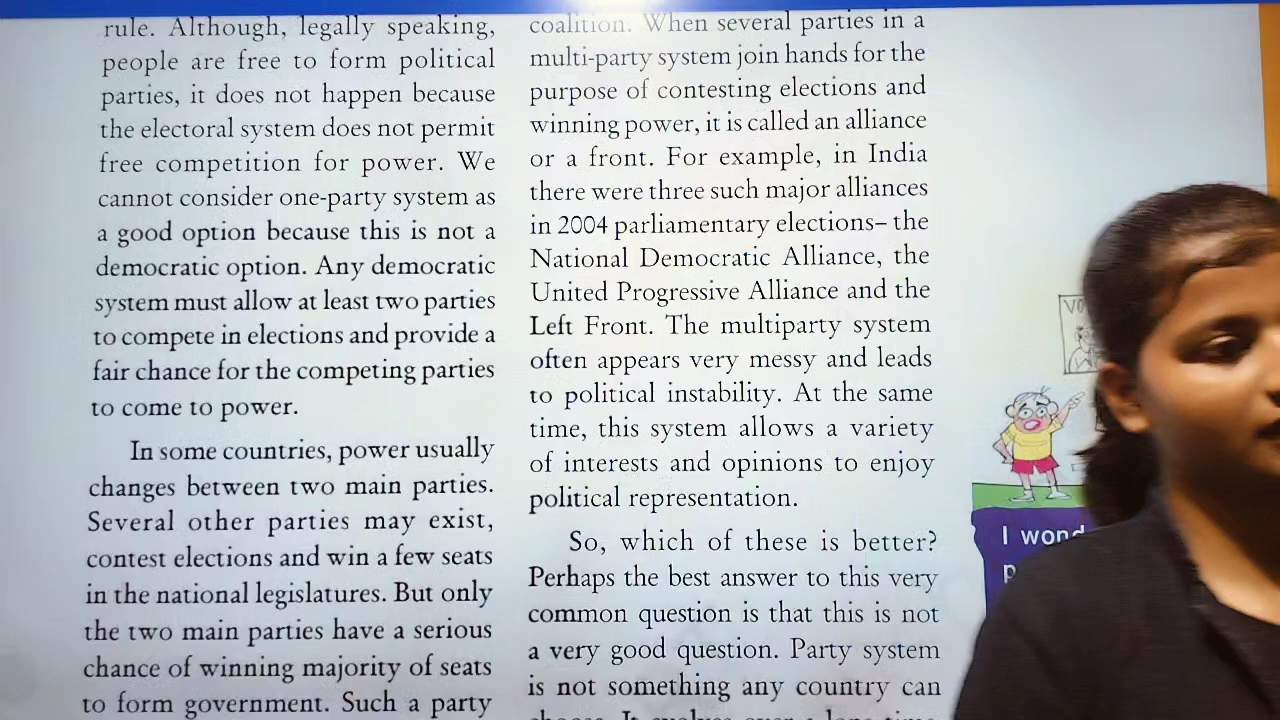 rule. Although, legally speaking,
people are free to form political
parties, it does not happen because
the electoral system does not permit
free competition for power. We
cannot consider one-party system as
a good option because this is not a
democratic option. Any democratic
system must allow at least two parties
to compete in elections and provide a
fair chance for the competing parties
to come to power.
In some countries, power usually
changes between two main parties.
Several other parties may exist,
contest elections and win a few seats
in the national legislatures. But only
the two main parties have a serious
chance of winning majority of seats
to form government. Such a party
coalition. When several parties in a
multi-party system join hands for the
purpose of contesting elections and
winning power, it is called an alliance
or a front. For example, in India
there were three such major alliances
in 2004 parliamentary elections– the
National Democratic Alliance, the
United Progressive Alliance and the
Left Front. The multiparty system
often appears very messy and leads
to political instability. At the same
time, this system allows a variety
of interests and opinions to enjoy
political representation.
So, which of these is better?
Perhaps the best answer to this very
common question is that this is not
a very good question. Party system
is not something any country can
I